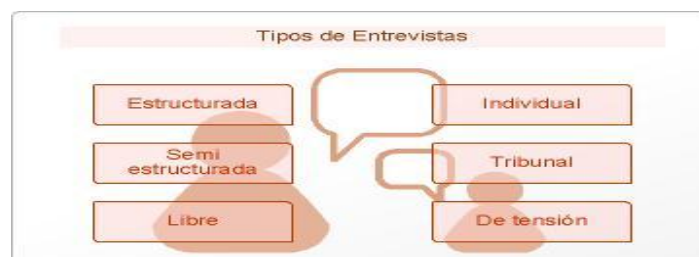 Tipos de Entrevistas
Estructurada
Individual
Semi
estructurada
Tribunal
Libre
De tensión